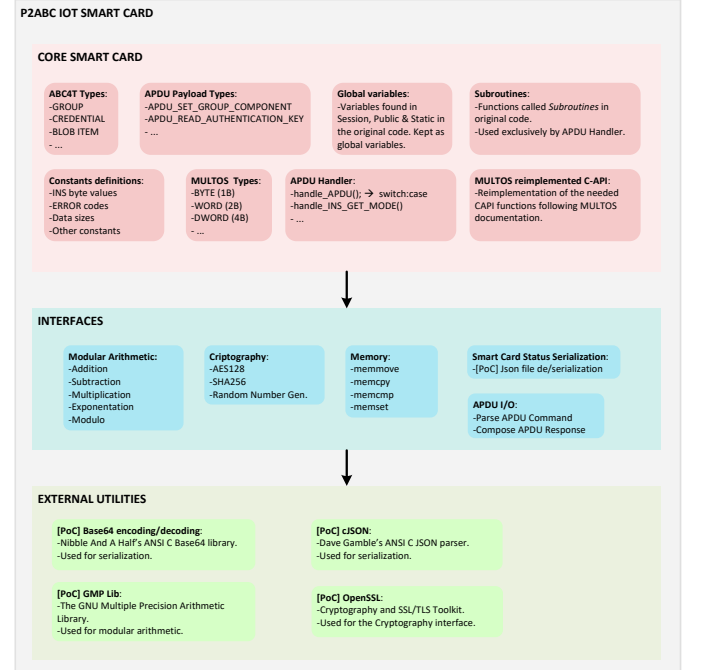 P2ABC IOT SMART CARD
CORE SMART CARD
ABC4T Types:
-GROUP
-CREDENTIAL
-BLOB ITEM
- ...
APDU Payload Types:
-APDU_SET_GROUP_COMPONENT
-APDU_READ_AUTHENTICATION_KEY
- ...
Global variables:
-Variables found in
Session, Public & Static in
the original code. Kept as
global variables.
Subroutines:
-Functions called Subroutines in
original code.
-Used exclusively by APDU Handler.
Constants definitions:
-INS byte values
-ERROR codes
-Data sizes
-Other constants
MULTOS Types:
-BYTE (1B)
-WORD (2B)
-DWORD (4B)
- ...
APDU Handler:
-handle_APDU(); → switch:case
-handle_INS_GET_MODE()
- ...
MULTOS reimplemented C-API:
-Reimplementation of the needed
CAPI functions following MULTOS
documentation.
INTERFACES
Modular Arithmetic:
-Addition
-Subtraction
-Multiplication
-Exponentation
-Modulo
Criptography:
-AES128
-SHA256
-Random Number Gen.
Memory:
-memmove
-memcpy
-memcmp
-memset
Smart Card Status Serialization:
-[PoC] Json file de/serialization
APDU I/O:
-Parse APDU Command
-Compose APDU Response
EXTERNAL UTILITIES
[PoC] Base64 encoding/decoding:
-Nibble And A Half's ANSI C Base64 library.
-Used for serialization.
[PoC] cJSON:
-Dave Gamble's ANSI C JSON parser.
-Used for serialization.
[PoC] GMP Lib:
-The GNU Multiple Precision Arithmetic
Library.
-Used for modular arithmetic.
[PoC] OpenSSL:
-Cryptography and SSL/TLS Toolkit.
-Used for the Cryptography interface.